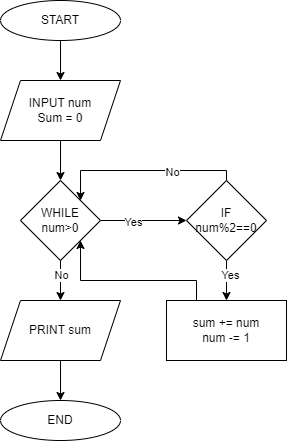 START
INPUT num
Sum = 0
No
WHILE
num>0
Yes
IF
num%2==0
No
Yes
PRINT sum
sum += num
num -= 1
END